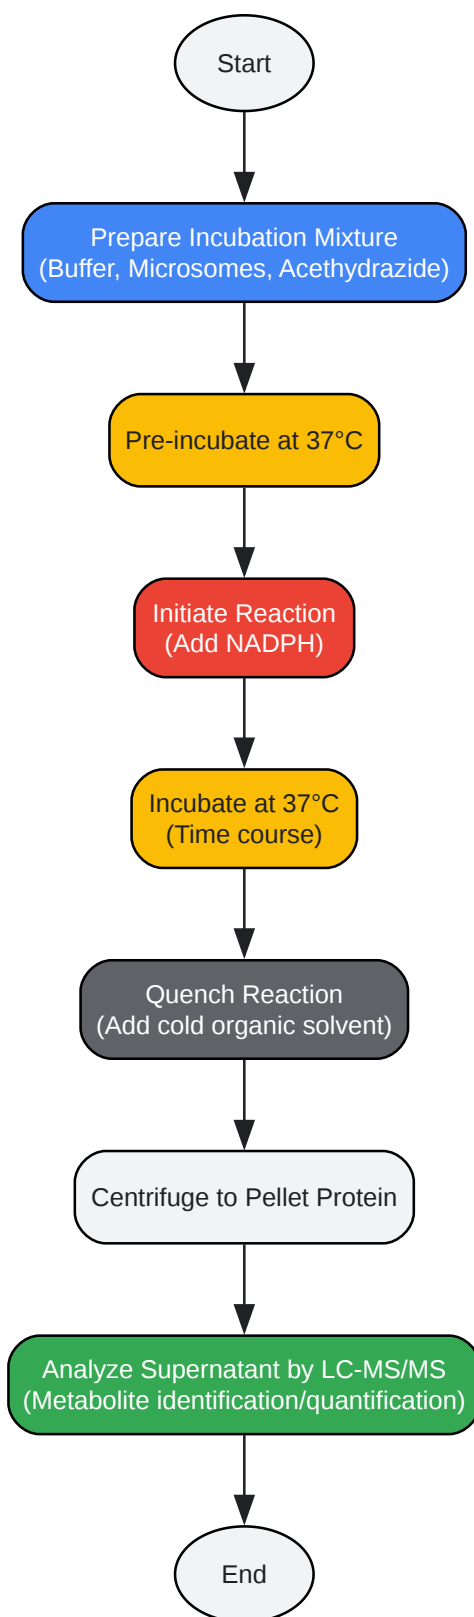 Start
Prepare Incubation Mixture
(Buffer, Microsomes, Acethydrazide)
Pre-incubate at 37°C
Initiate Reaction
(Add NADPH)
Incubate at 37°C
(Time course)
Quench Reaction
(Add cold organic solvent)
Centrifuge to Pellet Protein
Analyze Supernatant by LC-MS/MS
(Metabolite identification/quantification)
End